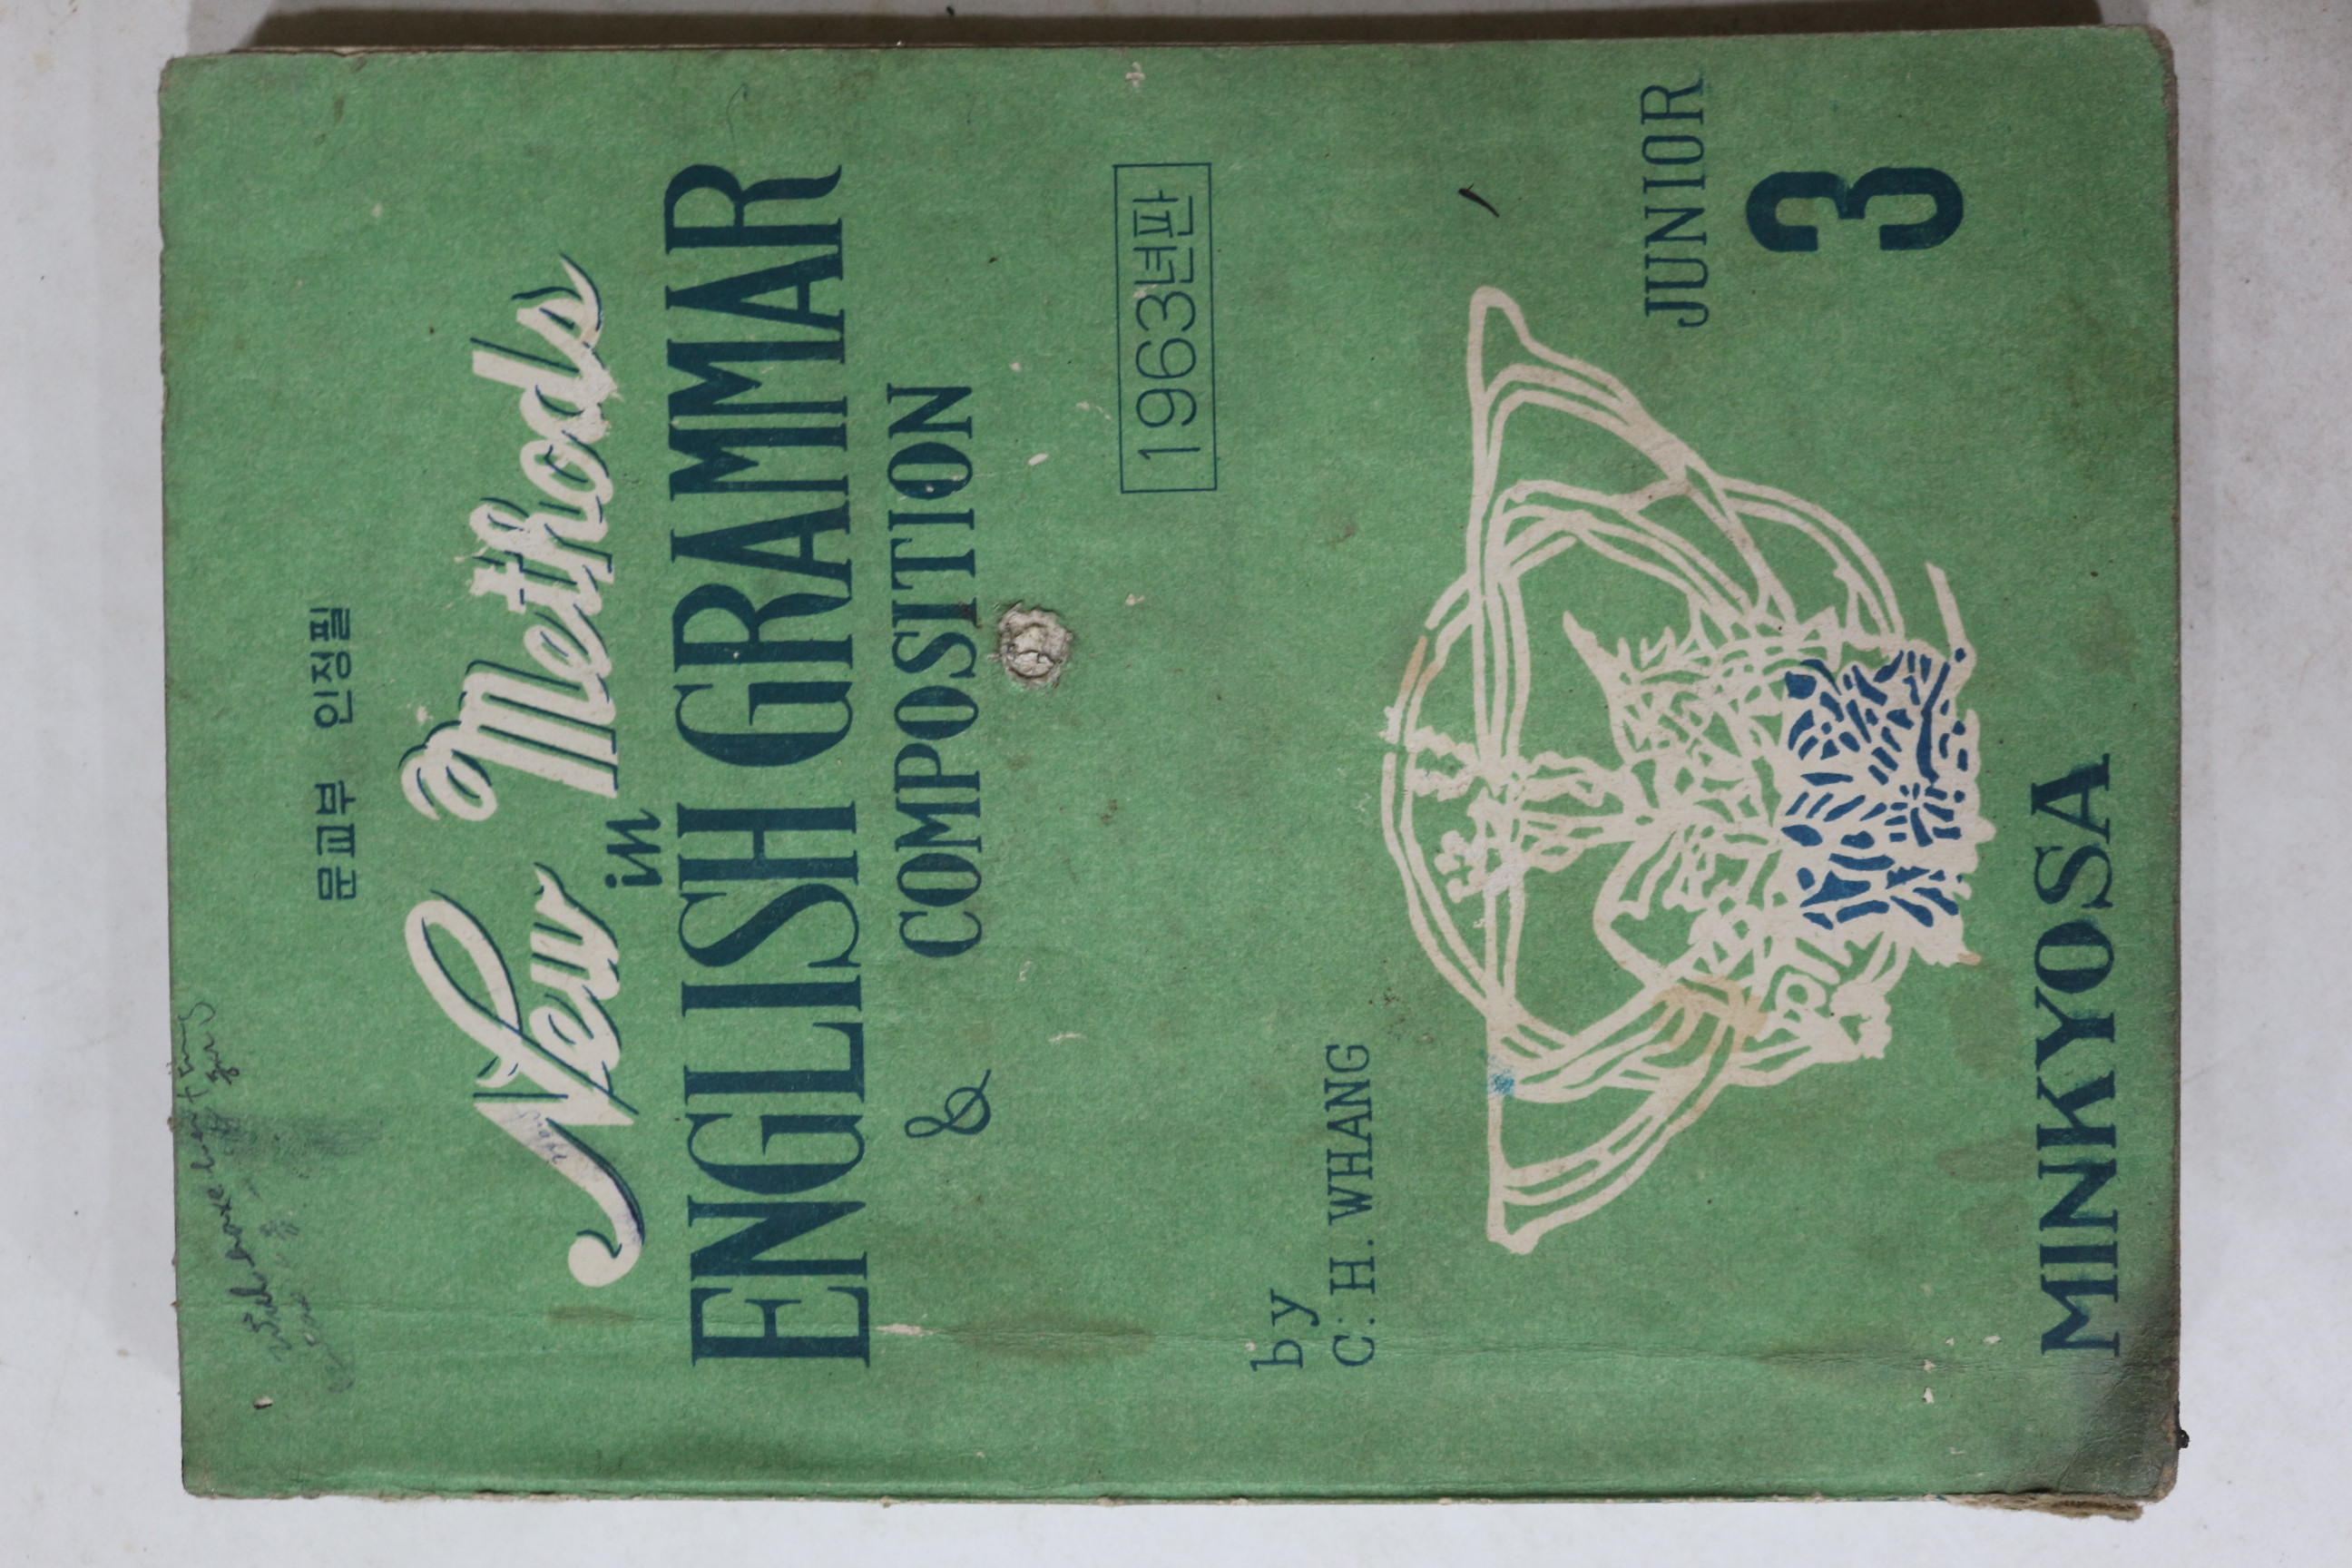 문교부 인정필
New Methods
in
ENGLISH GRAMMAR
& COMPOSITION
1963년판
by
C. H. WHANG
JUNIOR
3
MINKYOSA